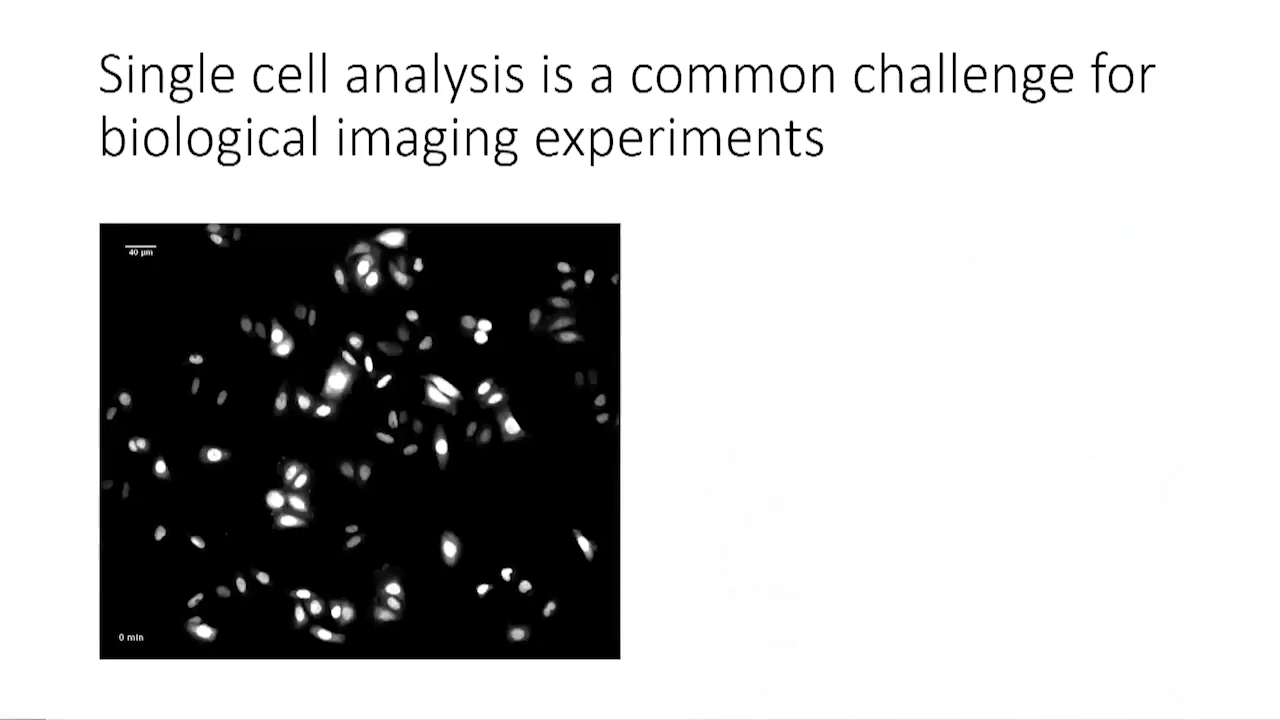 Single cell analysis is a common challenge for
biological imaging experiments
40 µm
0 min